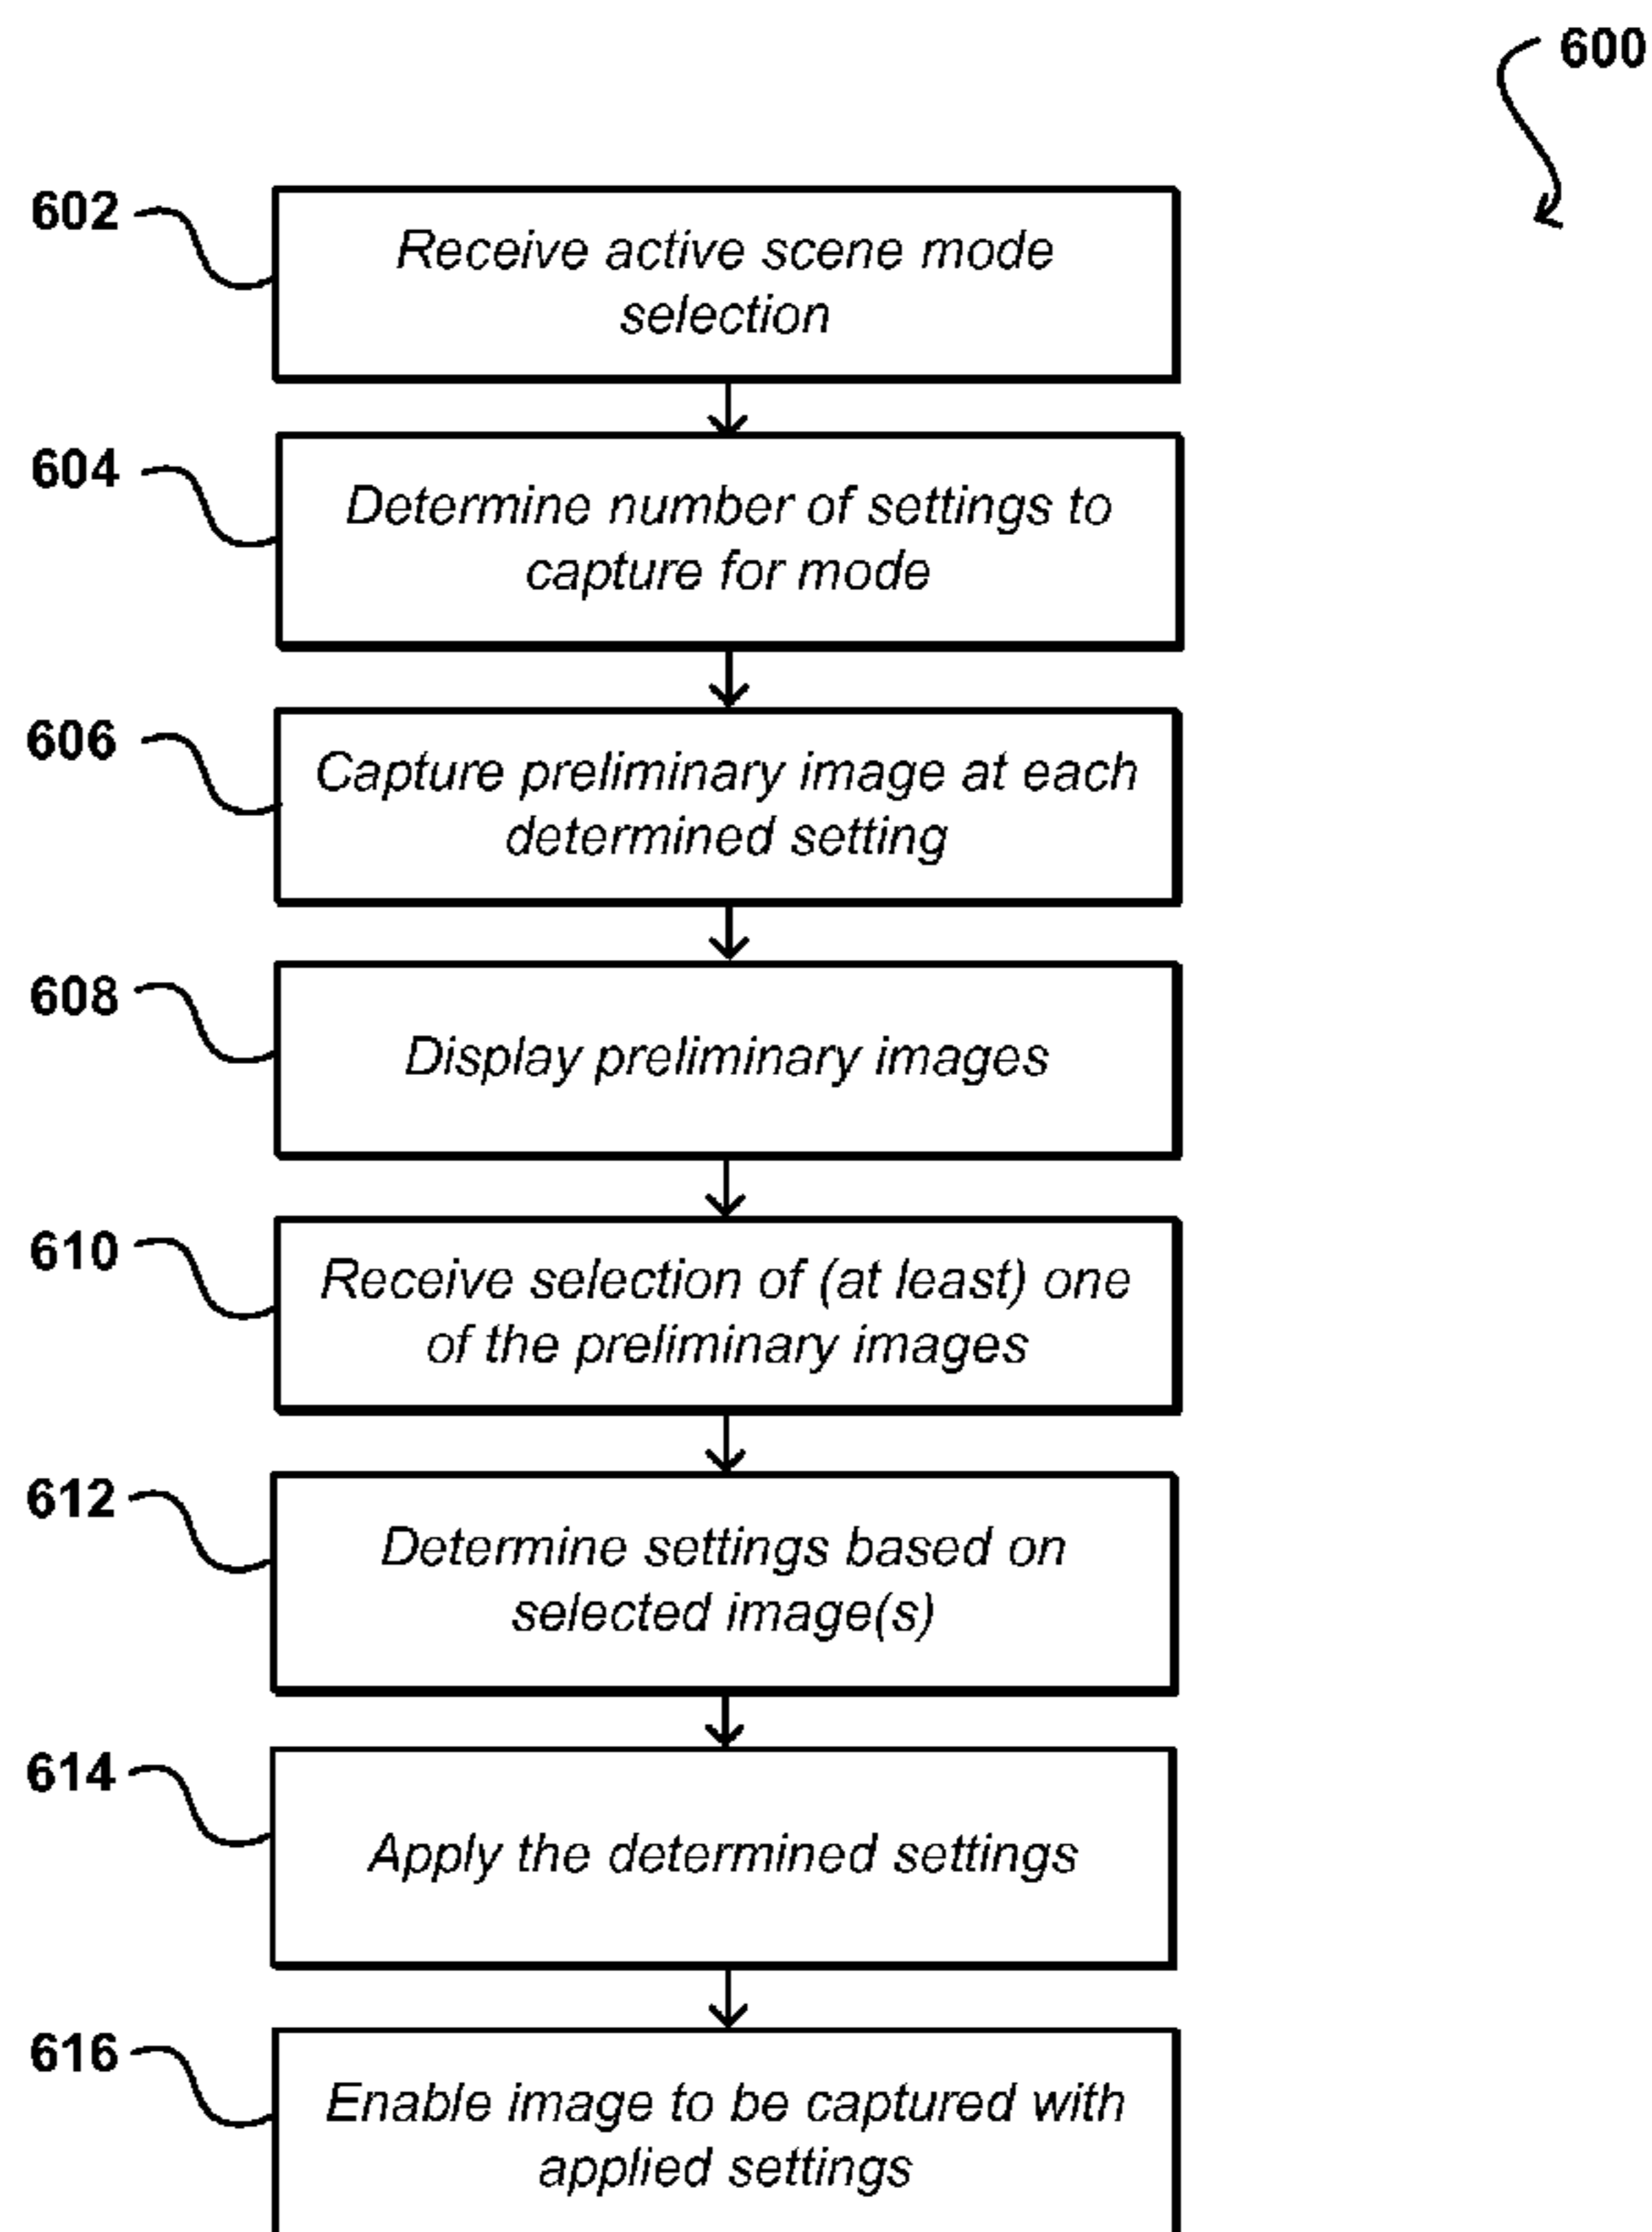 600
602
Receive active scene mode
selection
604
Determine number of settings to
capture for mode
606
Capture preliminary image at each
determined setting
608
Display preliminary images
610
Receive selection of (at least) one
of the preliminary images
612
Determine settings based on
selected image(s)
614
Apply the determined settings
616
Enable image to be captured with
applied settings